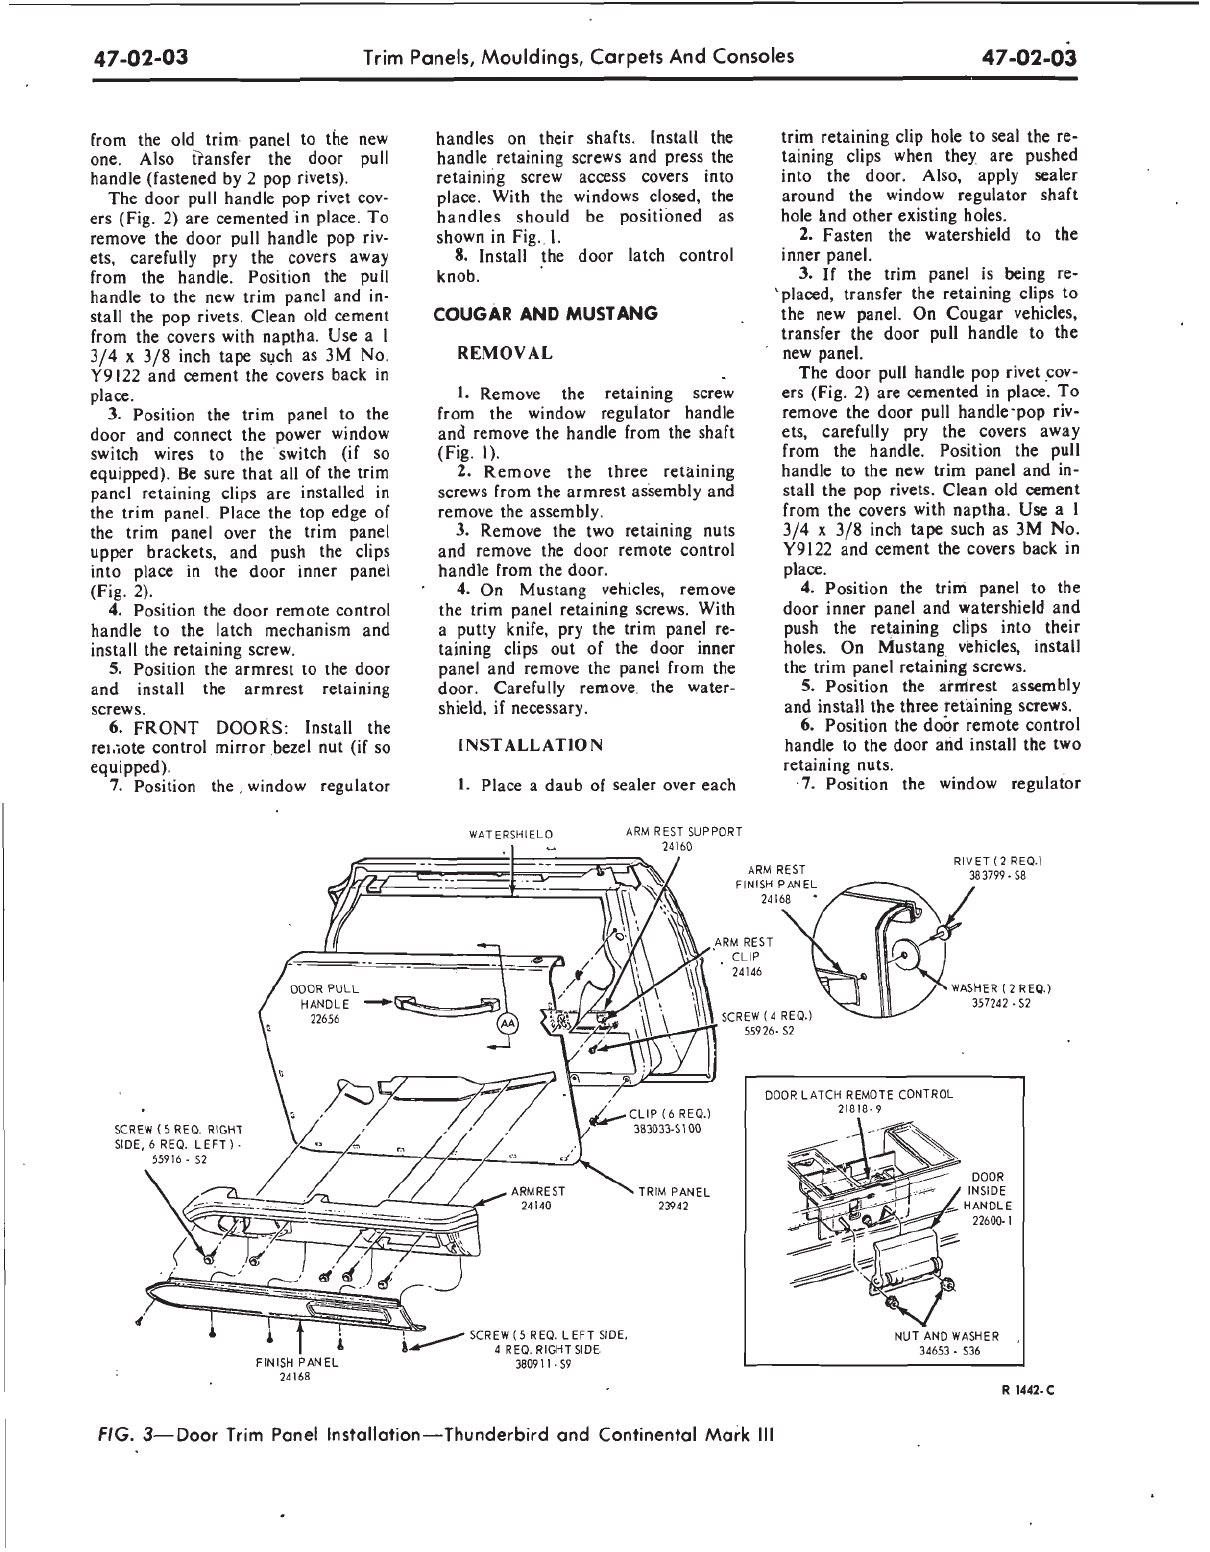 47-02-03
Trim Panels, Mouldings, Carpets And Consoles
47-02-03
from the old trim panel to the new
one. Also transfer the door pull
handle (fastened by 2 pop rivets).
The door pull handle pop rivet cov-
ers (Fig. 2) are cemented in place. To
remove the door pull handle pop riv-
ets, carefully pry the covers away
from the handle. Position the pull
handle to the new trim panel and in-
stall the pop rivets. Clean old cement
from the covers with naptha. Use a 1
3/4 x 3/8 inch tape such as 3M No.
Y9122 and cement the covers back in
place.
3. Position the trim panel to the
door and connect the power window
switch wires to the switch (if so
equipped). Be sure that all of the trim
panel retaining clips are installed in
the trim panel. Place the top edge of
the trim panel over the trim panel
upper brackets, and push the clips
into place in the door inner panel
(Fig. 2).
4. Position the door remote control
handle to the latch mechanism and
install the retaining screw.
5. Position the armrest to the door
and install the armrest retaining
screws.
6. FRONT DOORS: Install the
remote control mirror bezel nut (if so
equipped).
7. Position the window regulator
handles on their shafts. Install the
handle retaining screws and press the
retaining screw access covers into
place. With the windows closed, the
handles should be positioned as
shown in Fig. 1.
8. Install the door latch control
knob.
COUGAR AND MUSTANG
REMOVAL
1. Remove the retaining screw
from the window regulator handle
and remove the handle from the shaft
(Fig. 1).
2. Remove the three retaining
screws from the armrest assembly and
remove the assembly.
3. Remove the two retaining nuts
and remove the door remote control
handle from the door.
4. On Mustang vehicles, remove
the trim panel retaining screws. With
a putty knife, pry the trim panel re-
taining clips out of the door inner
panel and remove the panel from the
door. Carefully remove the water-
shield, if necessary.
INSTALLATION
1. Place a daub of sealer over each
trim retaining clip hole to seal the re-
taining clips when they are pushed
into the door. Also, apply sealer
around the window regulator shaft
hole and other existing holes.
2. Fasten the watershield to the
inner panel.
3. If the trim panel is being re-
placed, transfer the retaining clips to
the new panel. On Cougar vehicles,
transfer the door pull handle to the
new panel.
The door pull handle pop rivet cov-
ers (Fig. 2) are cemented in place. To
remove the door pull handle pop riv-
ets, carefully pry the covers away
from the handle. Position the pull
handle to the new trim panel and in-
stall the pop rivets. Clean old cement
from the covers with naptha. Use a 1
3/4 x 3/8 inch tape such as 3M No.
Y9122 and cement the covers back in
place.
4. Position the trim panel to the
door inner panel and watershield and
push the retaining clips into their
holes. On Mustang vehicles, install
the trim panel retaining screws.
5. Position the armrest assembly
and install the three retaining screws.
6. Position the door remote control
handle to the door and install the two
retaining nuts.
7. Position the window regulator
WATERSHIELD
ARM REST SUPPORT
24160
ARM REST
FINISH PANEL
24168
RIVET (2 REQ.)
383799 - S8
ARM REST
CLIP
24146
WASHER (2 REQ.)
357242 - S2
DOOR PULL
HANDLE
22656
AA
SCREW (4 REQ.)
55926- S2
CLIP (6 REQ.)
383033-S100
SCREW (5 REQ. RIGHT
SIDE, 6 REQ. LEFT)
55916 - S2
ARMREST
24140
TRIM PANEL
23942
DOOR LATCH REMOTE CONTROL
21818-9
DOOR
INSIDE
HANDLE
22600-1
NUT AND WASHER
34653 - S36
SCREW (5 REQ. LEFT SIDE,
4 REQ. RIGHT SIDE
380911-S9
FINISH PANEL
24168
R 1442-C
FIG. 3—Door Trim Panel Installation—Thunderbird and Continental Mark III